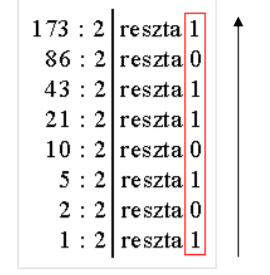 173 : 2 reszta 1
86 : 2 reszta 0
43 : 2 reszta 1
21 : 2 reszta 1
10 : 2 reszta 0
5 : 2 reszta 1
2 : 2 reszta 0
1 : 2 reszta 1